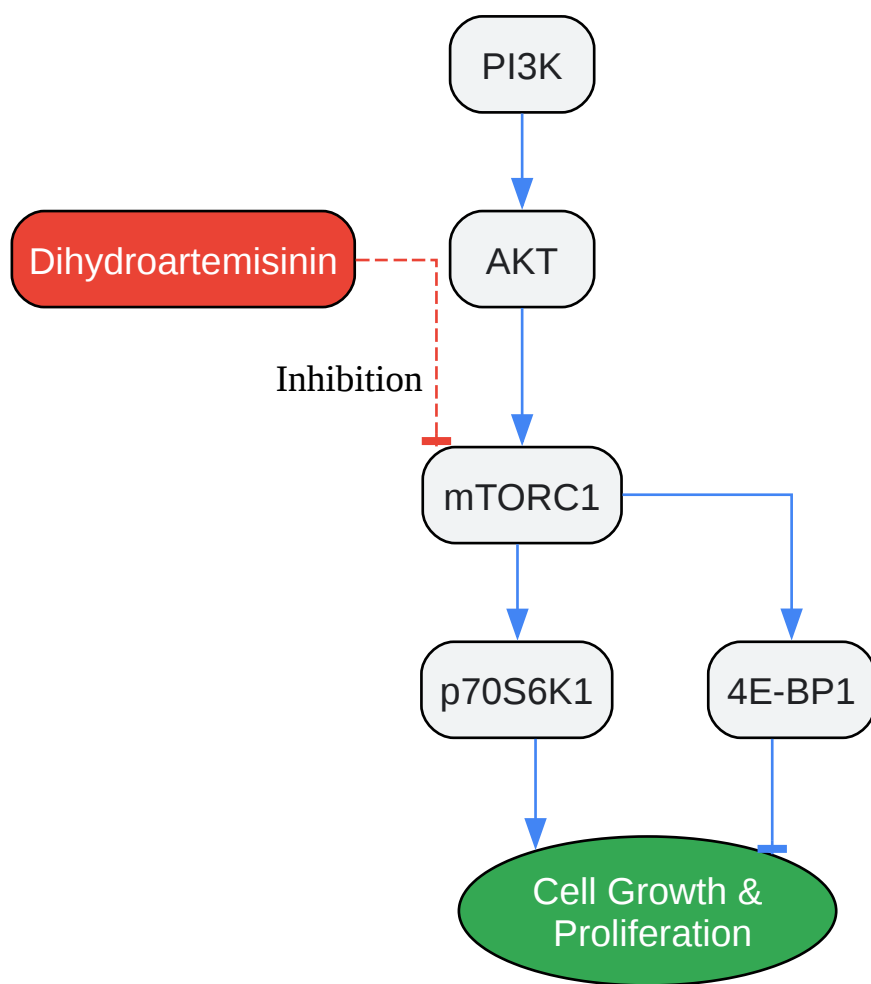 PI3K
Dihydroartemisinin
AKT
Inhibition
mTORC1
p70S6K1
4E-BP1
Cell Growth &
Proliferation